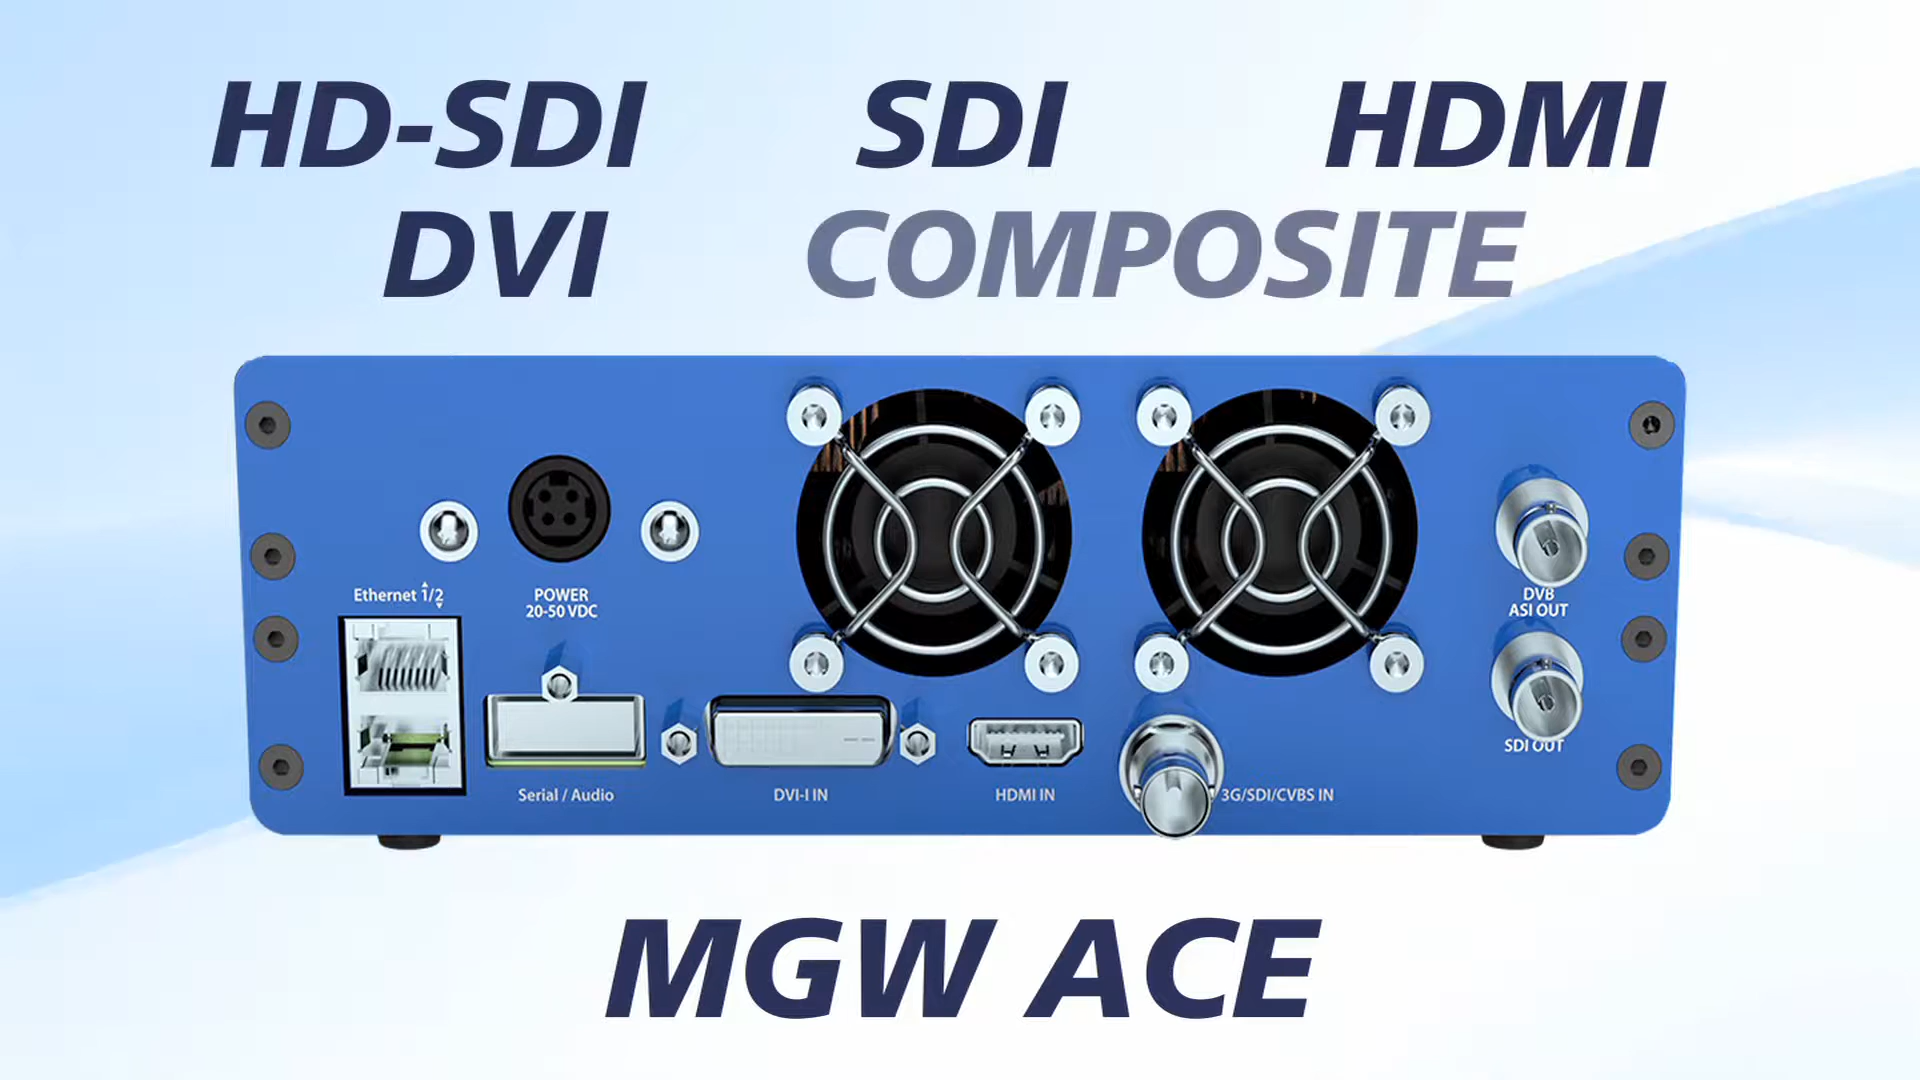 HD-SDI SDI HDMI
DVI COMPOSITE
Ethernet 1/2
POWER
20-50 VDC
DVB
ASI OUT
SDI OUT
Serial / Audio
DVI-I IN
HDMI IN
3G/SDI/CVBS IN
MGW ACE